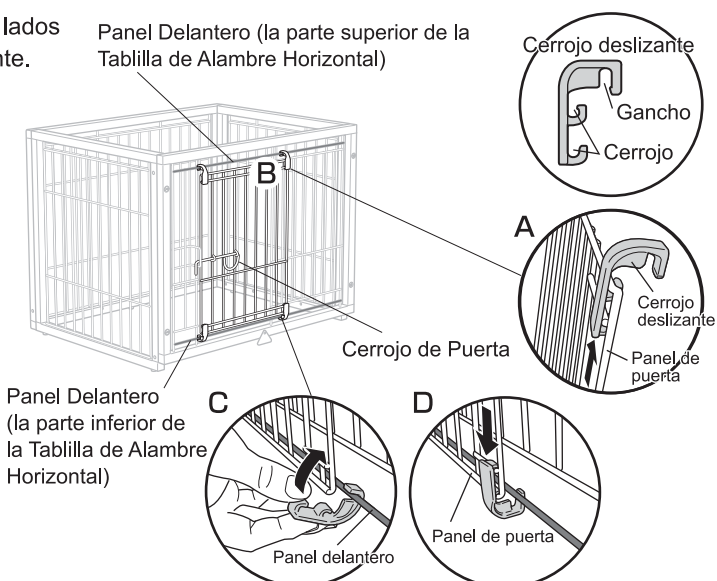 lados
nte.
Panel Delantero (la parte superior de la
Tablilla de Alambre Horizontal)
Cerrojo deslizante
Gancho
Cerrojo
B
A
Cerrojo
deslizante
Panel de
puerta
Cerrojo de Puerta
Panel Delantero
(la parte inferior de
la Tablilla de Alambre
Horizontal)
C
Panel delantero
D
Panel de puerta